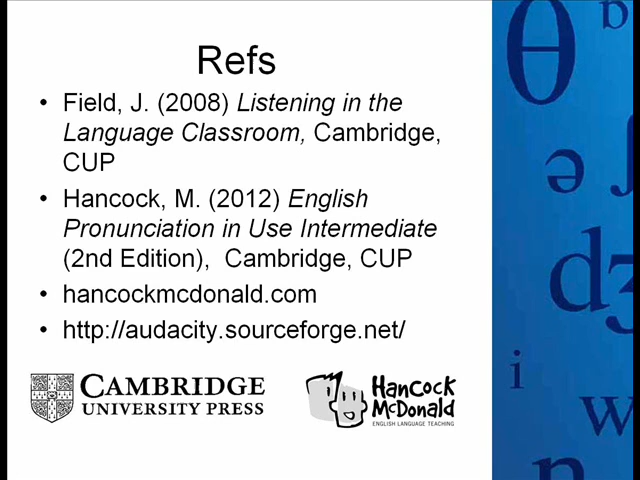 Refs
• Field, J. (2008) Listening in the
Language Classroom, Cambridge,
CUP
• Hancock, M. (2012) English
Pronunciation in Use Intermediate
(2nd Edition), Cambridge, CUP
• hancockmcdonald.com
• http://audacity.sourceforge.net/
CAMBRIDGE
UNIVERSITY PRESS
HANCOCK
McDONALD
ENGLISH LANGUAGE TEACHING
θ
ə
dʒ
i
w
n